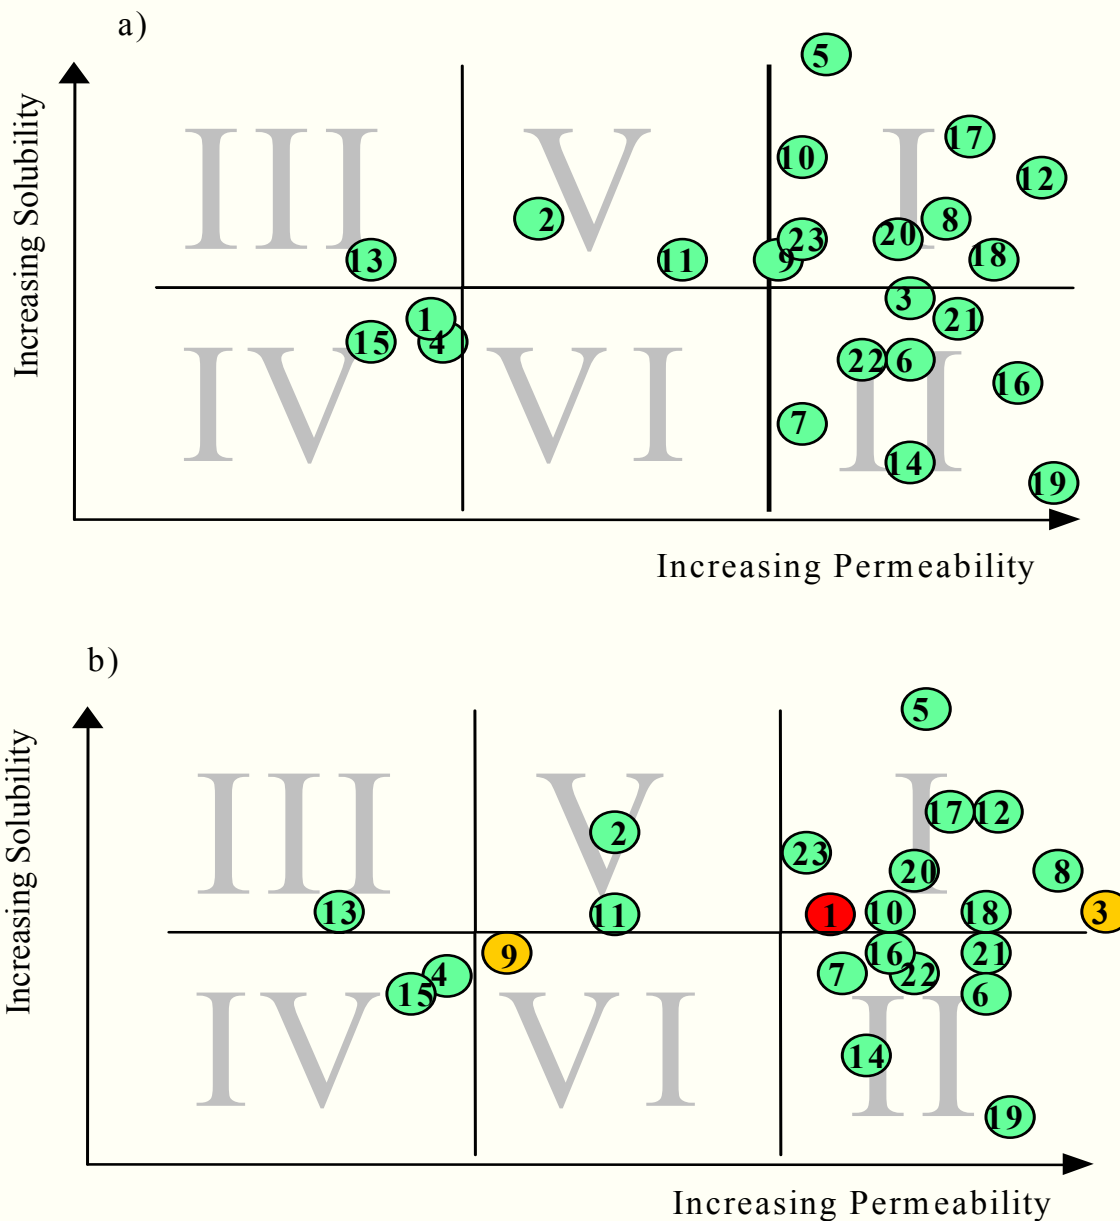 a)
5
17
III
V
10
I
12
2
8
20
23
13
11
9
18
Increasing Solubility
3
1
21
15
4
22
6
16
IV
VI
7
II
14
19
Increasing Permeability
b)
5
III
V
I
17
12
2
23
20
8
13
11
1
10
18
3
Increasing Solubility
9
16
21
4
7
22
15
6
IV
VI
II
14
19
Increasing Permeability